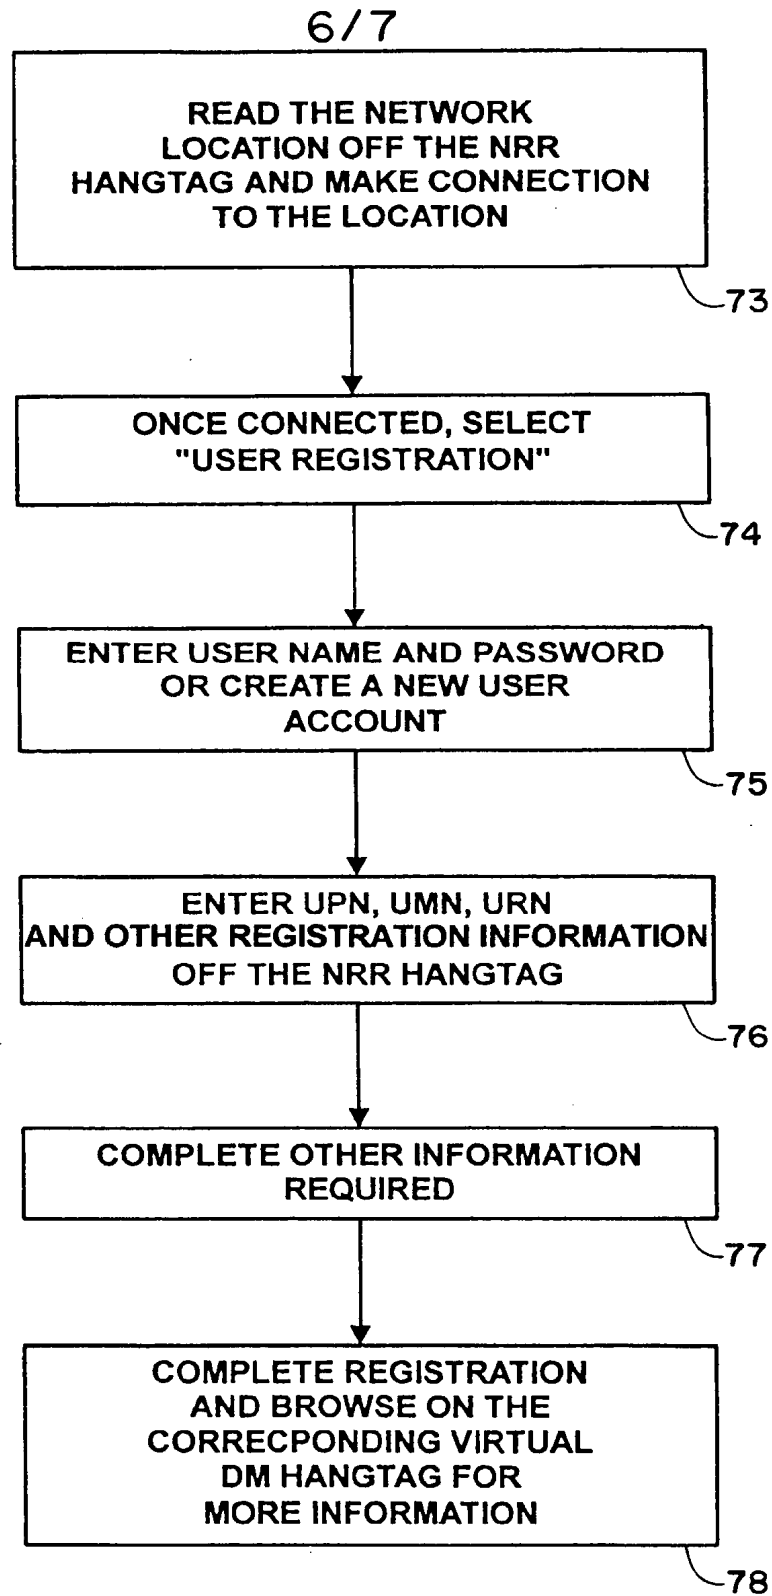 6/7
READ THE NETWORK
LOCATION OFF THE NRR
HANGTAG AND MAKE CONNECTION
TO THE LOCATION
73
ONCE CONNECTED, SELECT
"USER REGISTRATION"
74
ENTER USER NAME AND PASSWORD
OR CREATE A NEW USER
ACCOUNT
75
ENTER UPN, UMN, URN
AND OTHER REGISTRATION INFORMATION
OFF THE NRR HANGTAG
76
COMPLETE OTHER INFORMATION
REQUIRED
77
COMPLETE REGISTRATION
AND BROWSE ON THE
CORRECPONDING VIRTUAL
DM HANGTAG FOR
MORE INFORMATION
78